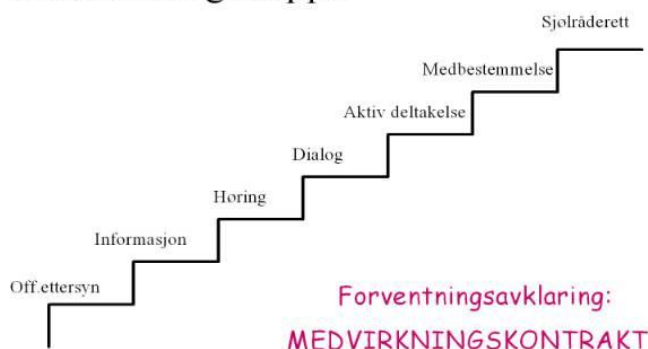 Sjølråderett
Medbestemmelse
Aktiv deltakelse
Dialog
Høring
Informasjon
Off.ettersyn
Forventningsavklaring:
MEDVIRKNINGSKONTRAKT